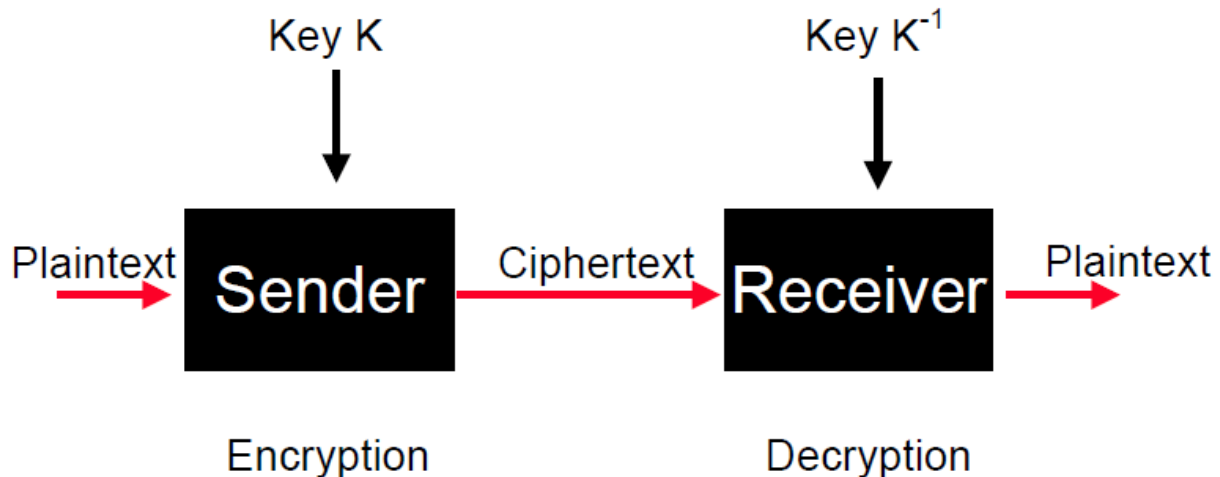 Key K
Key K⁻¹
Plaintext
Sender
Ciphertext
Receiver
Plaintext
Encryption
Decryption